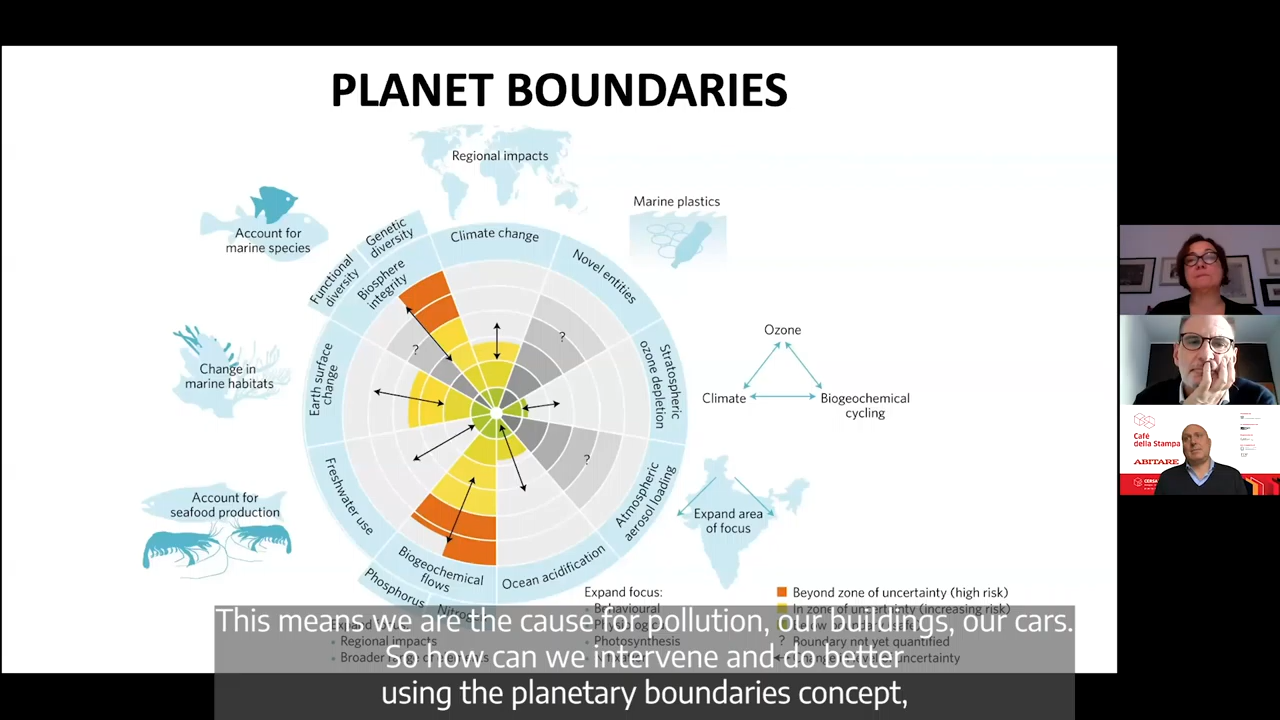 PLANET BOUNDARIES
Regional impacts
Marine plastics
Account for
marine species
Genetic
diversity
Functional
diversity
Biosphere
integrity
Climate change
Novel entities
Stratospheric
ozone depletion
Atmospheric
aerosol loading
Ocean acidification
Biogeochemical
flows
Phosphorus
Nitrogen
Freshwater use
Earth surface
change
?
?
?
Change in
marine habitats
Account for
seafood production
Ozone
Climate
Biogeochemical
cycling
Expand area
of focus
Expand focus:
Regional impacts
Expand focus:
Behavioural
Photosynthesis
Beyond zone of uncertainty (high risk)
In zone of uncertainty (increasing risk)
? Boundary not yet quantified
Café
della Stampa
ABITARE
CERSA
This means we are the cause for pollution, our buildings, our cars.
So how can we intervene and do better
using the planetary boundaries concept,